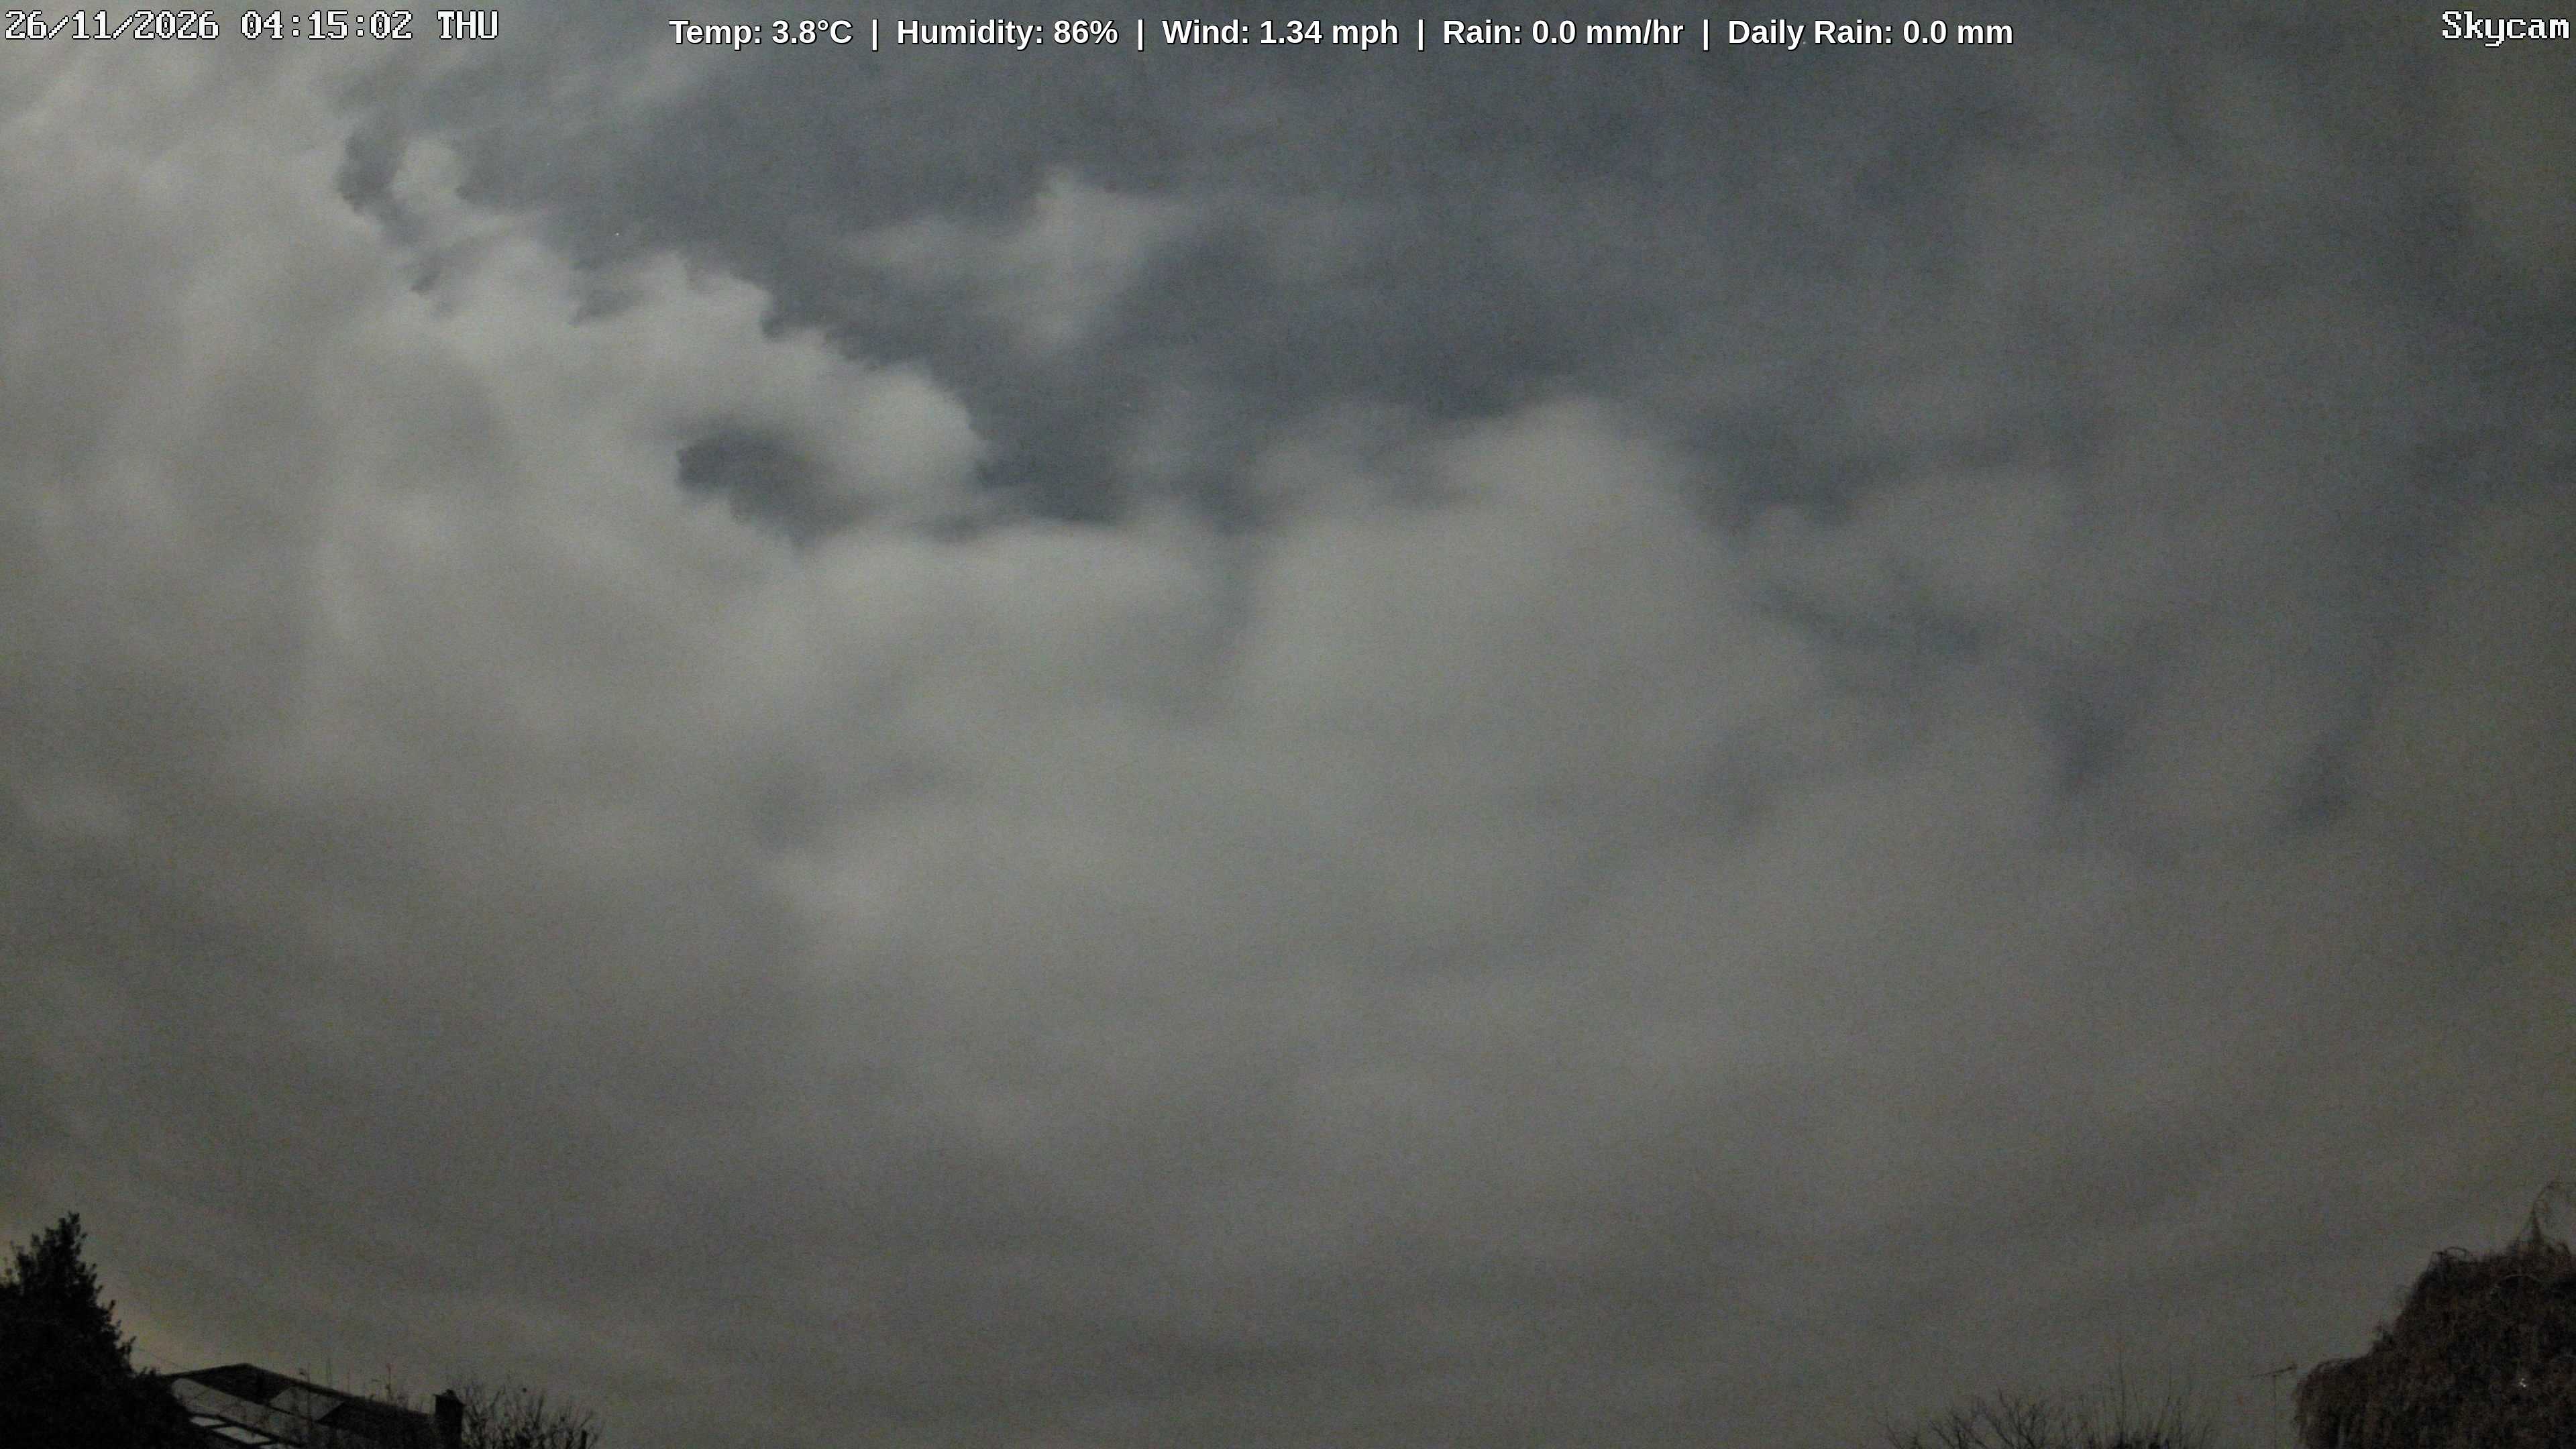 26/11/2026 04:15:02 THU
Temp: 3.8°C | Humidity: 86% | Wind: 1.34 mph | Rain: 0.0 mm/hr | Daily Rain: 0.0 mm
Skycam